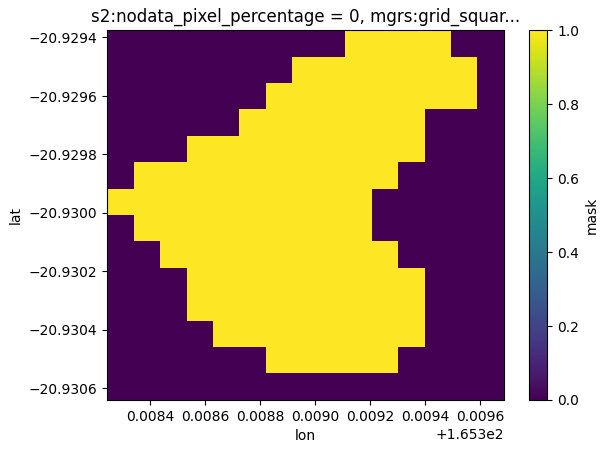 s2:nodata_pixel_percentage = 0, mgrs:grid_squar...
−20.9294
−20.9296
−20.9298
−20.9300
−20.9302
−20.9304
−20.9306
lat
0.0084 0.0086 0.0088 0.0090 0.0092 0.0094 0.0096
lon
+1.653e2
1.0
0.8
0.6
0.4
0.2
0.0
mask